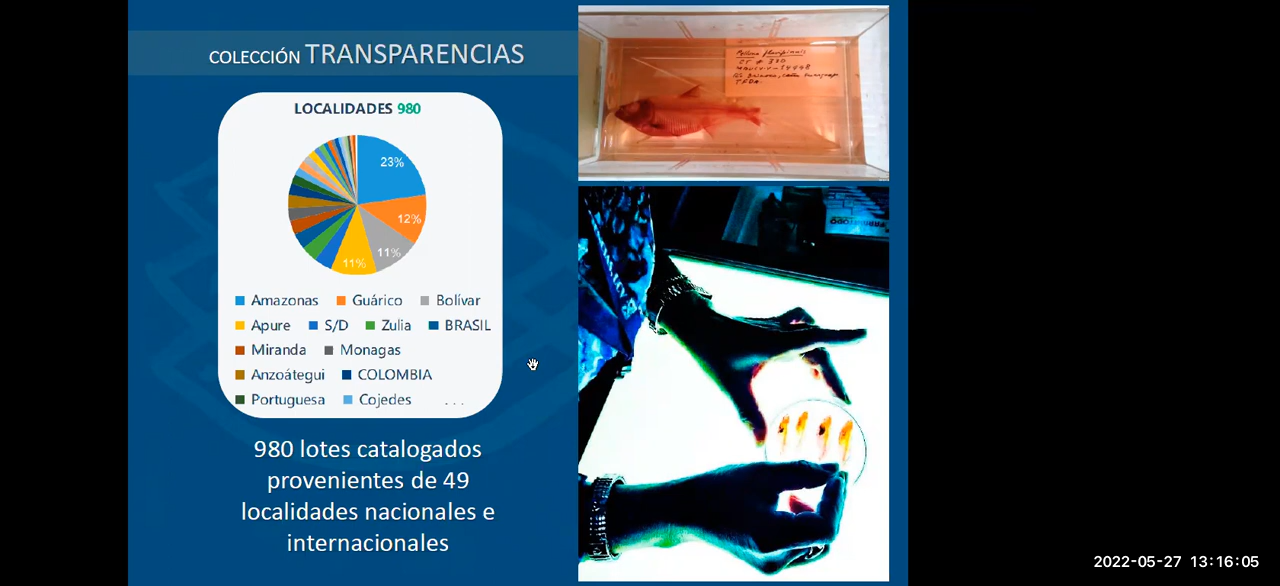 COLECCIÓN TRANSPARENCIAS
LOCALIDADES 980
23%
12%
11%
11%
Amazonas Guárico Bolívar
Apure S/D Zulia BRASIL
Miranda Monagas
Anzoátegui COLOMBIA
Portuguesa Cojedes ...
980 lotes catalogados
provenientes de 49
localidades nacionales e
internacionales
2022-05-27 13:16:05